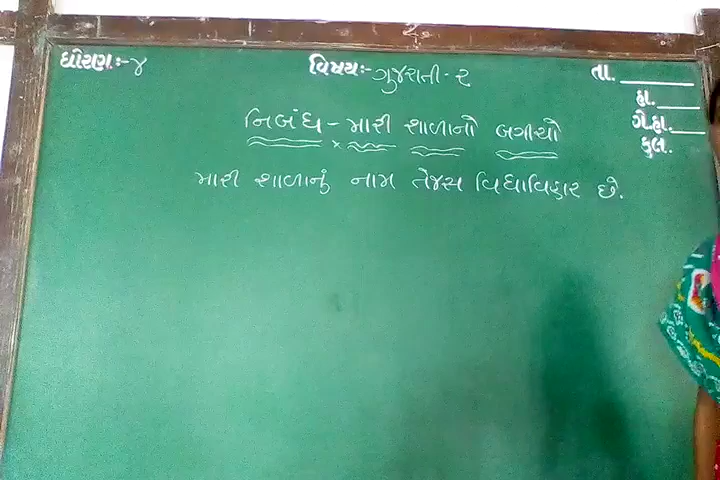 ધોરણ:-૪ વિષય:- ગુજરાતી-૨ તા.
હા.
ગે.હા.
કુલ.
નિબંધ - મારી શાળાનો બગીચો
મારી શાળાનું નામ તેજસ વિદ્યાવિહાર છે.